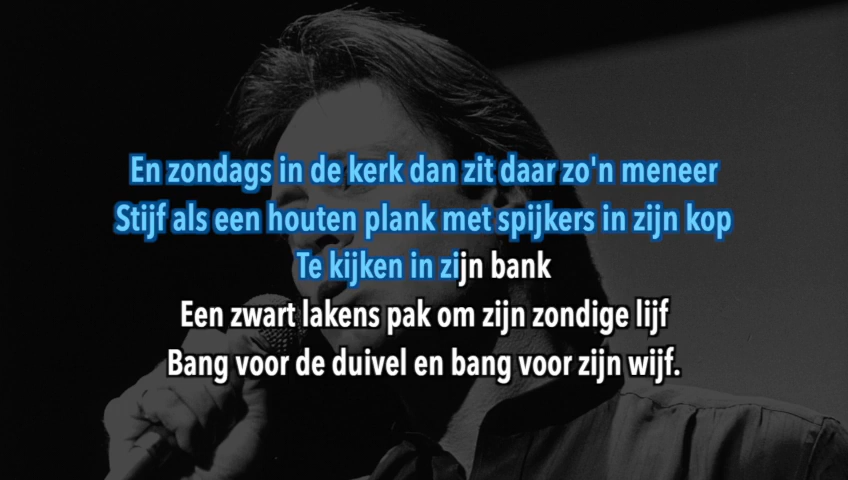 En zondags in de kerk dan zit daar zo'n meneer
Stijf als een houten plank met spijkers in zijn kop
Te kijken in zijn bank
Een zwart lakens pak om zijn zondige lijf
Bang voor de duivel en bang voor zijn wijf.